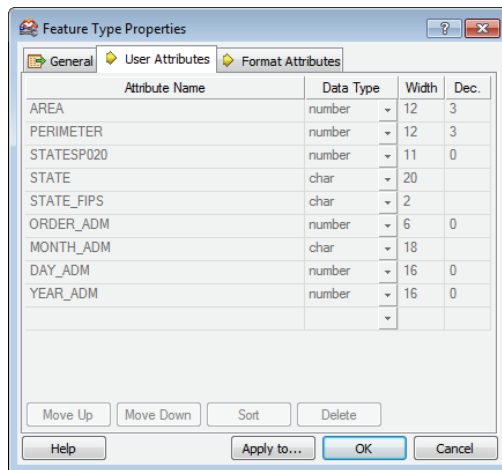 Feature Type Properties
General User Attributes Format Attributes
Attribute Name Data Type Width Dec.
AREA number 12 3
PERIMETER number 12 3
STATESP020 number 11 0
STATE char 20
STATE_FIPS char 2
ORDER_ADM number 6 0
MONTH_ADM char 18
DAY_ADM number 16 0
YEAR_ADM number 16 0
Move Up Move Down Sort Delete
Help Apply to... OK Cancel